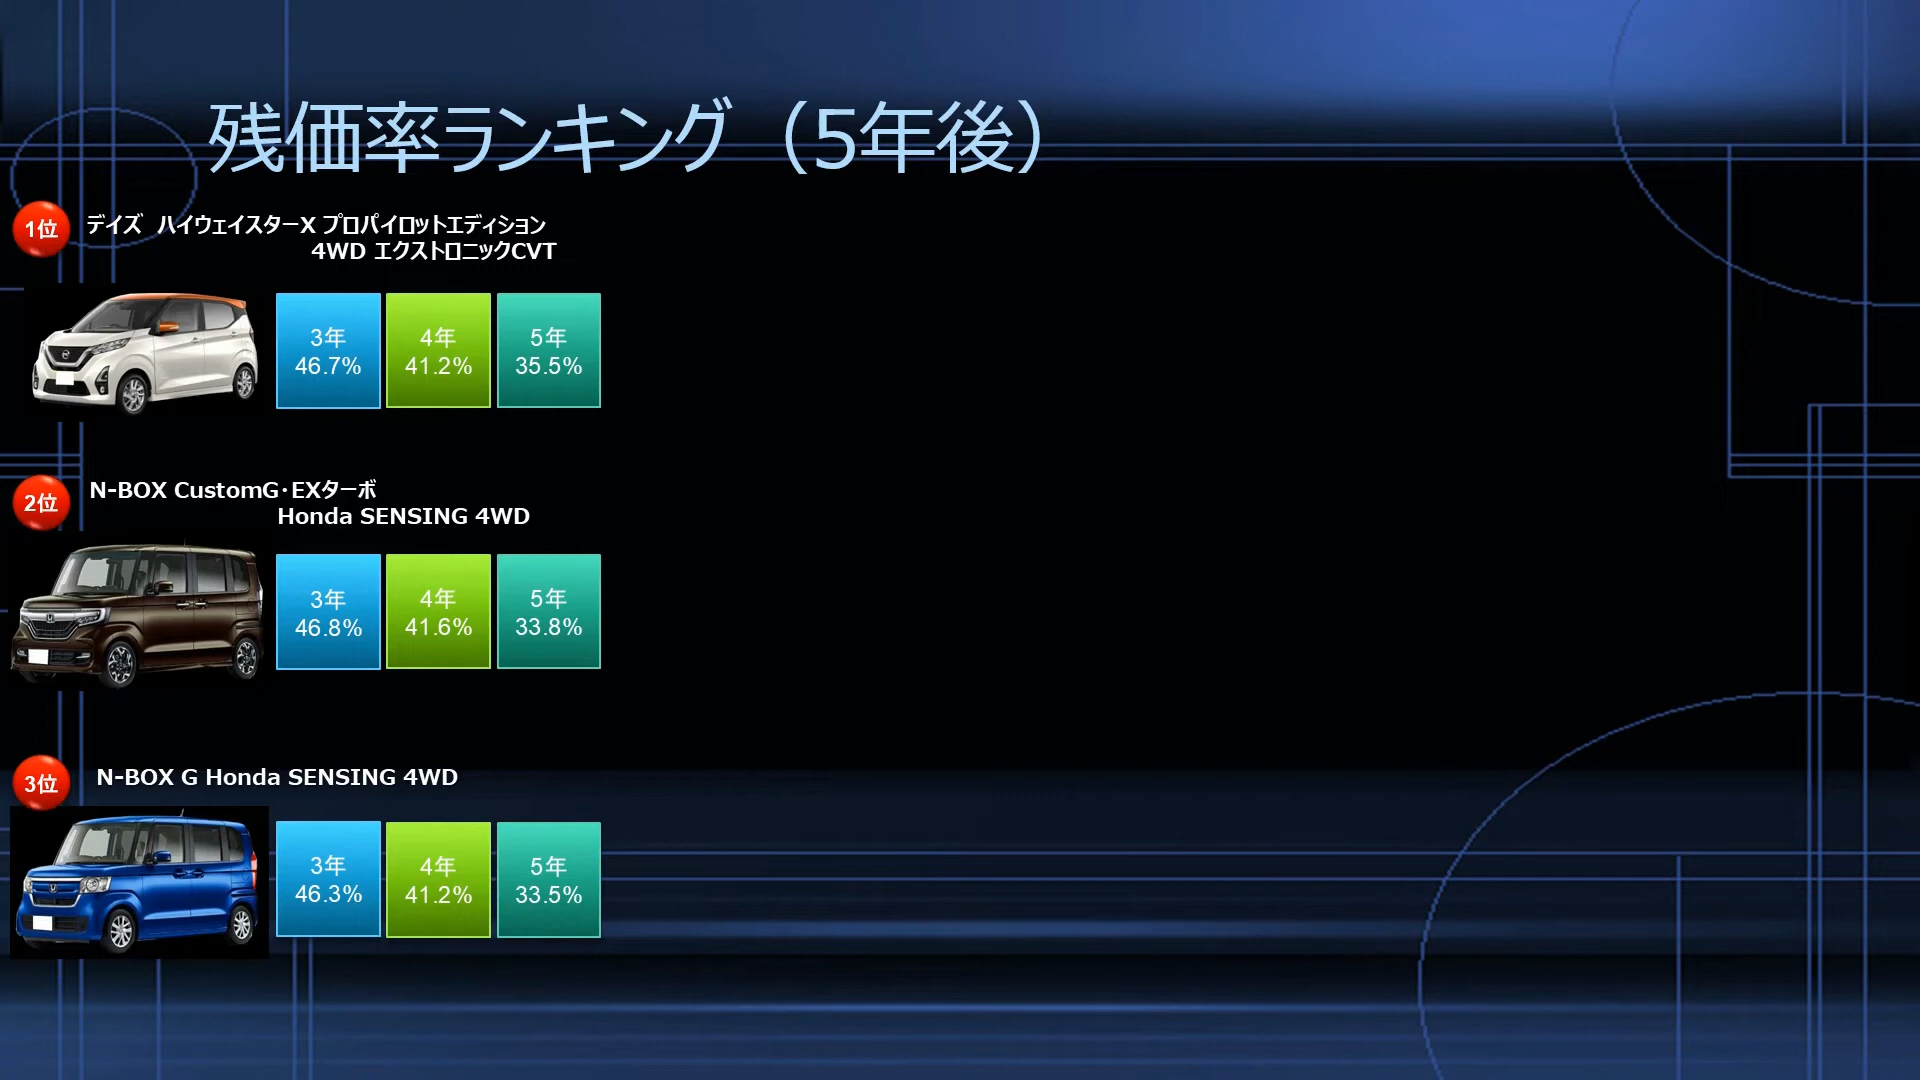 残価率ランキング（5年後）
1位
デイズ ハイウェイスターX プロパイロットエディション
4WD エクストロニックCVT
3年
46.7%
4年
41.2%
5年
35.5%
2位
N-BOX CustomG･EXターボ
Honda SENSING 4WD
3年
46.8%
4年
41.6%
5年
33.8%
3位
N-BOX G Honda SENSING 4WD
3年
46.3%
4年
41.2%
5年
33.5%